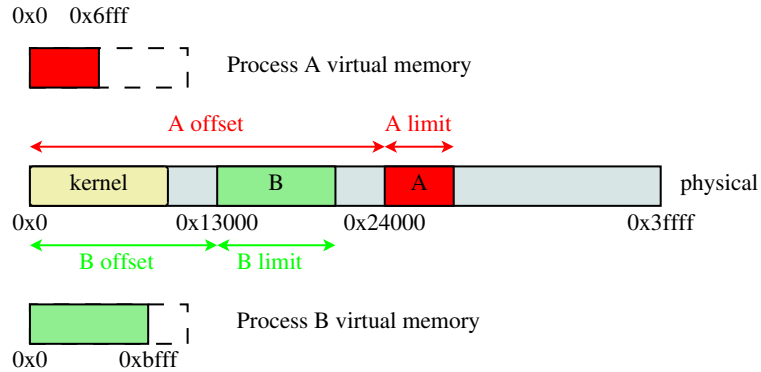 0x0 0x6fff
Process A virtual memory
A offset A limit
kernel B A physical
0x0 0x13000 0x24000 0x3ffff
B offset B limit
Process B virtual memory
0x0 0xbfff